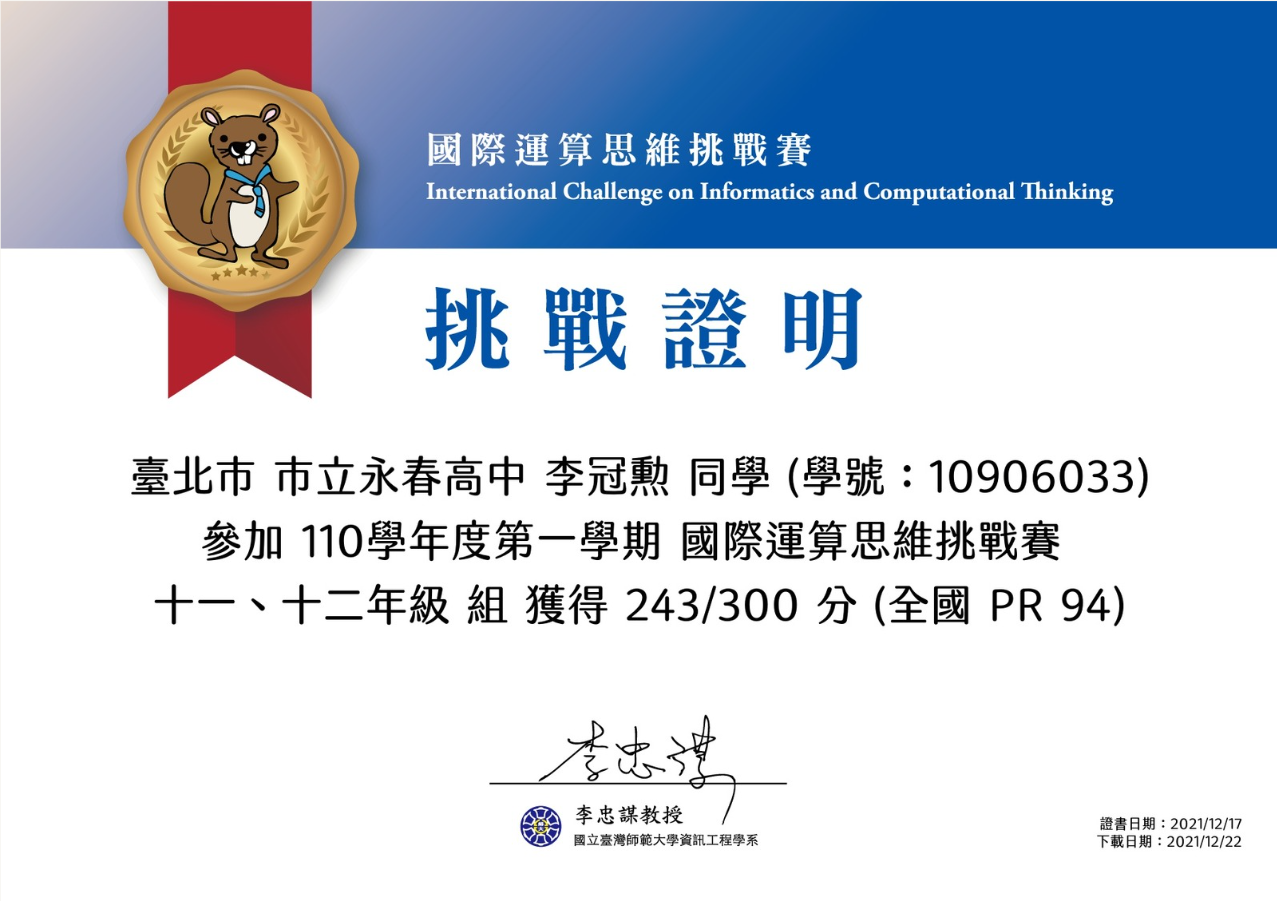 國際運算思維挑戰賽
International Challenge on Informatics and Computational Thinking
挑戰證明
臺北市 市立永春高中 李冠勳 同學 (學號：10906033)
參加 110學年度第一學期 國際運算思維挑戰賽
十一、十二年級 組 獲得 243/300 分 (全國 PR 94)
李忠謀
李忠謀教授
國立臺灣師範大學資訊工程學系
證書日期：2021/12/17
下載日期：2021/12/22